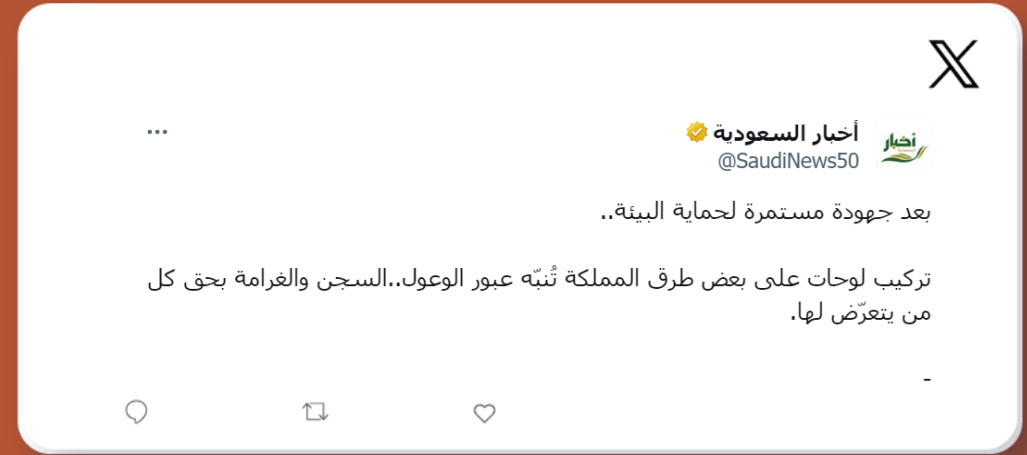 أخبار السعودية
@SaudiNews50
بعد جهودة مستمرة لحماية البيئة..
تركيب لوحات على بعض طرق المملكة تُنبّه عبور الوعول..السجن والغرامة بحق كل
من يتعرّض لها.
-